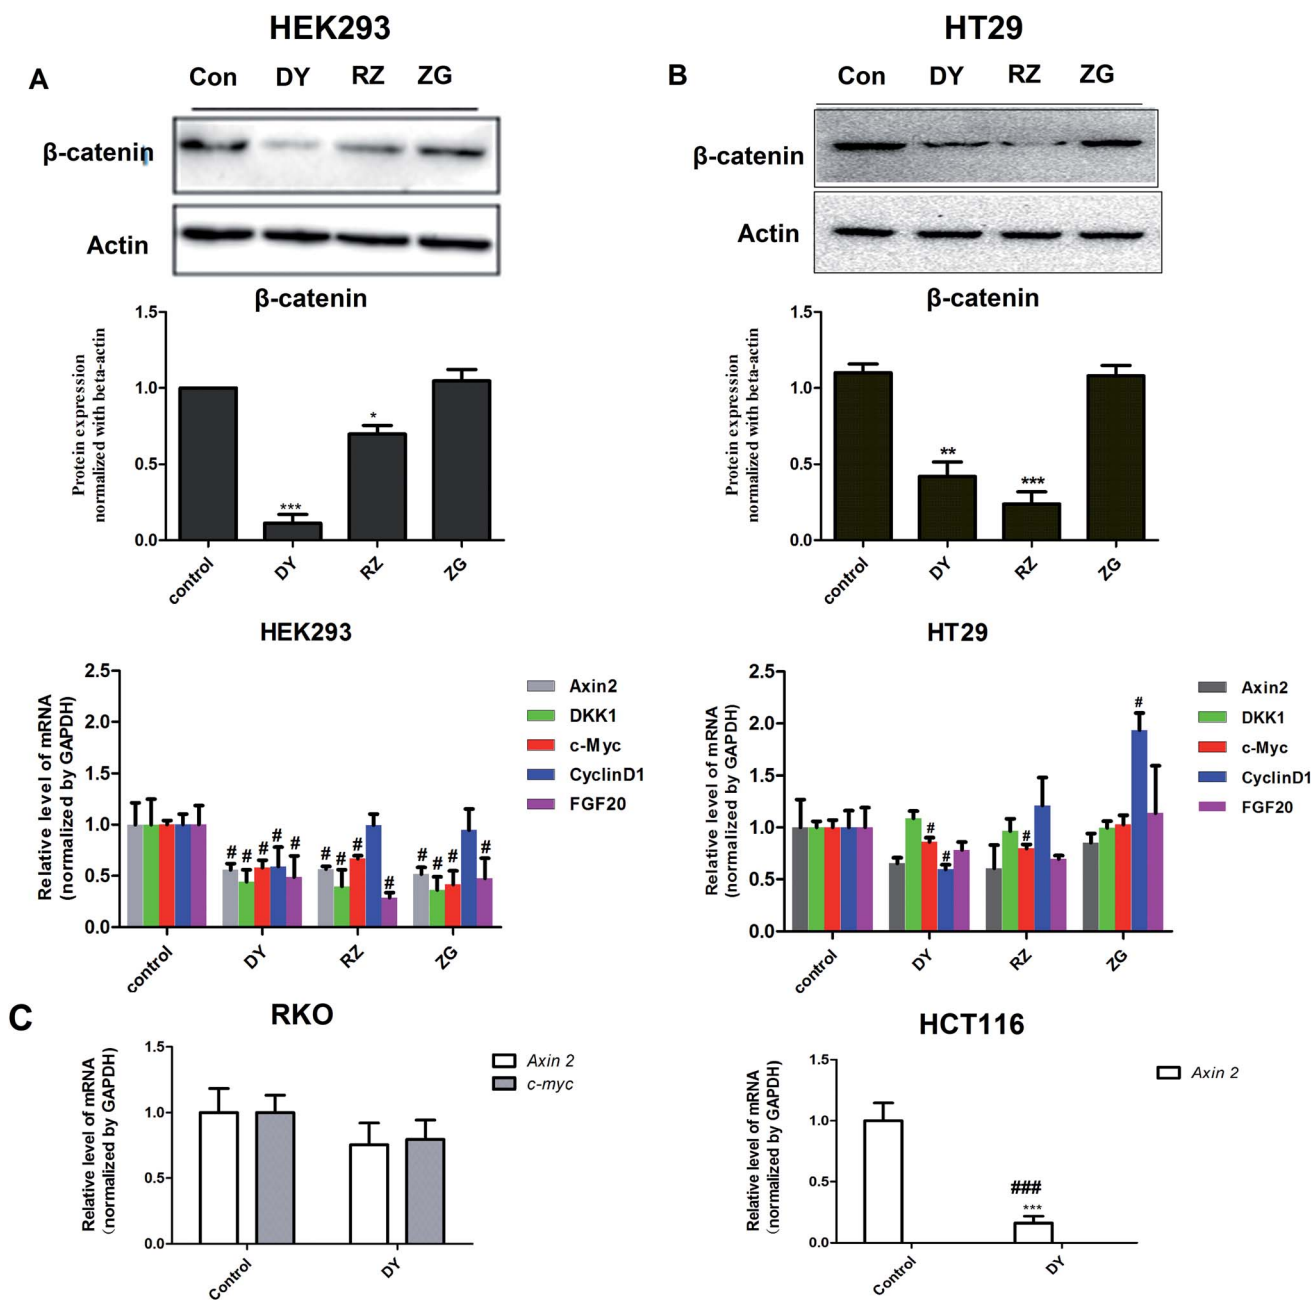 HEK293
HT29
A
Con DY RZ ZG
B
Con DY RZ ZG
β-catenin
Actin
β-catenin
Actin
β-catenin
Protein expression
normalized with beta-actin
1.5
1.0
0.5
0.0
***
*
control DY RZ ZG
β-catenin
Protein expression
normalized with beta-actin
1.5
1.0
0.5
0.0
**
***
control DY RZ ZG
HEK293
Relative level of mRNA
(normalized by GAPDH)
2.5
2.0
1.5
1.0
0.5
0.0
# # # # #
# # # #
# # # #
control DY RZ ZG
Axin2
DKK1
c-Myc
CyclinD1
FGF20
HT29
Relative level of mRNA
(normalized by GAPDH)
2.5
2.0
1.5
1.0
0.5
0.0
# #
#
#
control DY RZ ZG
Axin2
DKK1
c-Myc
CyclinD1
FGF20
C
RKO
Relative level of mRNA
(normalized by GAPDH)
1.5
1.0
0.5
0.0
Control DY
Axin 2
c-myc
HCT116
Relative level of mRNA
(normalized by GAPDH)
1.5
1.0
0.5
0.0
###
***
Control DY
Axin 2